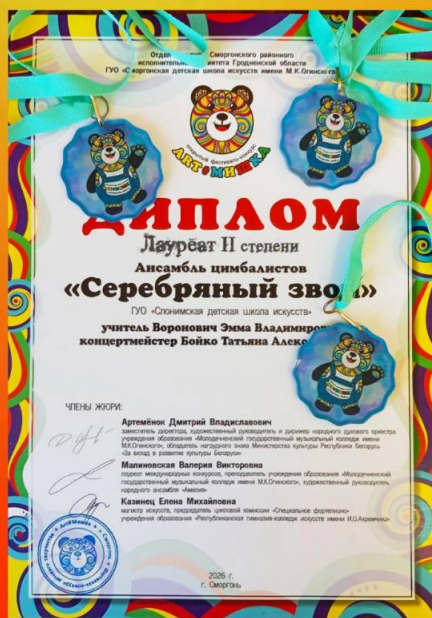 Отдел Сморгонского районного
исполнительного комитета Гродненской области
ГУО «Сморгонская детская школа искусств имени М.К.Огинского»
открытый фестиваль-конкурс
ART-МИШКА
ДИПЛОМ
Лауреат II степени
Ансамбль цимбалистов
«Серебряный звон»
ГУО «Слонимская детская школа искусств»
учитель Воронович Эмма Владимировна
концертмейстер Бойко Татьяна
ЧЛЕНЫ ЖЮРИ:
Артемёнок Дмитрий Владиславович
заместитель директора, художественный руководитель и дирижер народного духового оркестра
учреждения образования «Молодечненский государственный музыкальный колледж имени
М.К.Огинского», обладатель нагрудного знака Министерства культуры Республики Беларусь
«За вклад в развитие культуры Беларуси»
Малиновская Валерия Викторовна
лауреат международных конкурсов, преподаватель учреждения образования «Молодечненский
государственный музыкальный колледж имени М.К.Огинского», художественный руководитель
народного ансамбля «Амелия»
Казинец Елена Михайловна
магистр искусств, председатель цикловой комиссии «Специальное фортепиано»
учреждения образования «Республиканская гимназия-колледж искусств имени И.О.Ахремчика»
2026 г.
г. Сморгонь